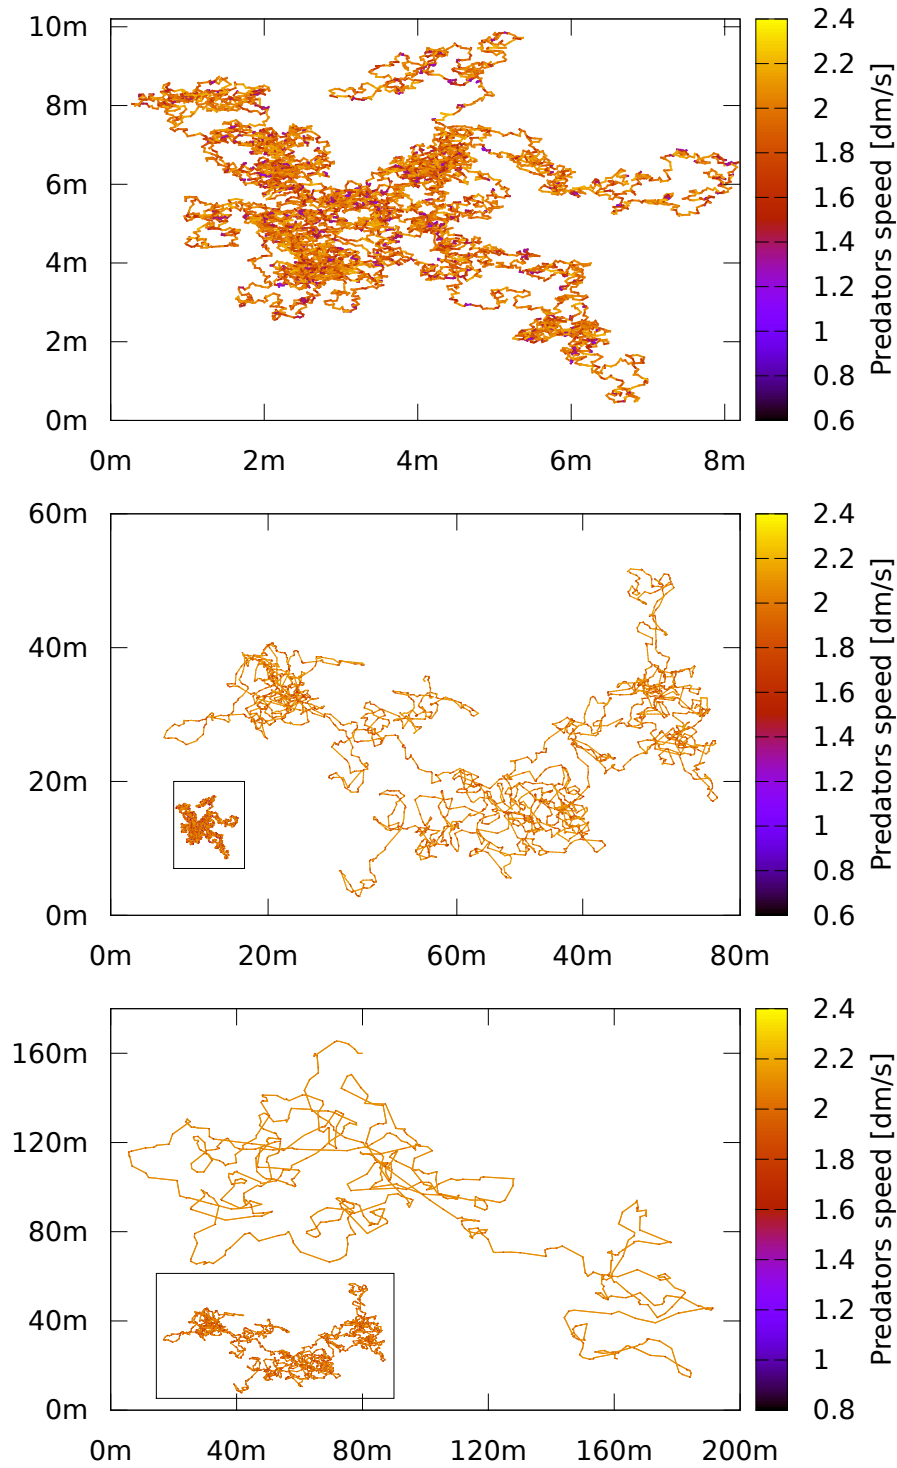 10m
8m
6m
4m
2m
0m
0m 2m 4m 6m 8m
2.4
2.2
2
1.8
1.6
1.4
1.2
1
0.8
0.6
Predators speed [dm/s]
60m
40m
20m
0m
0m 20m 60m 40m 80m
2.4
2.2
2
1.8
1.6
1.4
1.2
1
0.8
0.6
Predators speed [dm/s]
160m
120m
80m
40m
0m
0m 40m 80m 120m 160m 200m
2.4
2.2
2
1.8
1.6
1.4
1.2
1
0.8
Predators speed [dm/s]